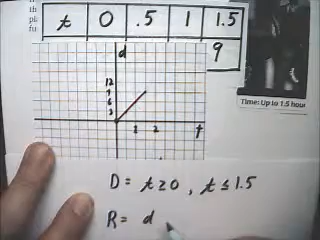 t 0 .5 1 1.5
9
d
12
9
6
3
1 2 t
Time: Up to 1.5 hour
D = t ≥ 0 , t ≤ 1.5
R = d